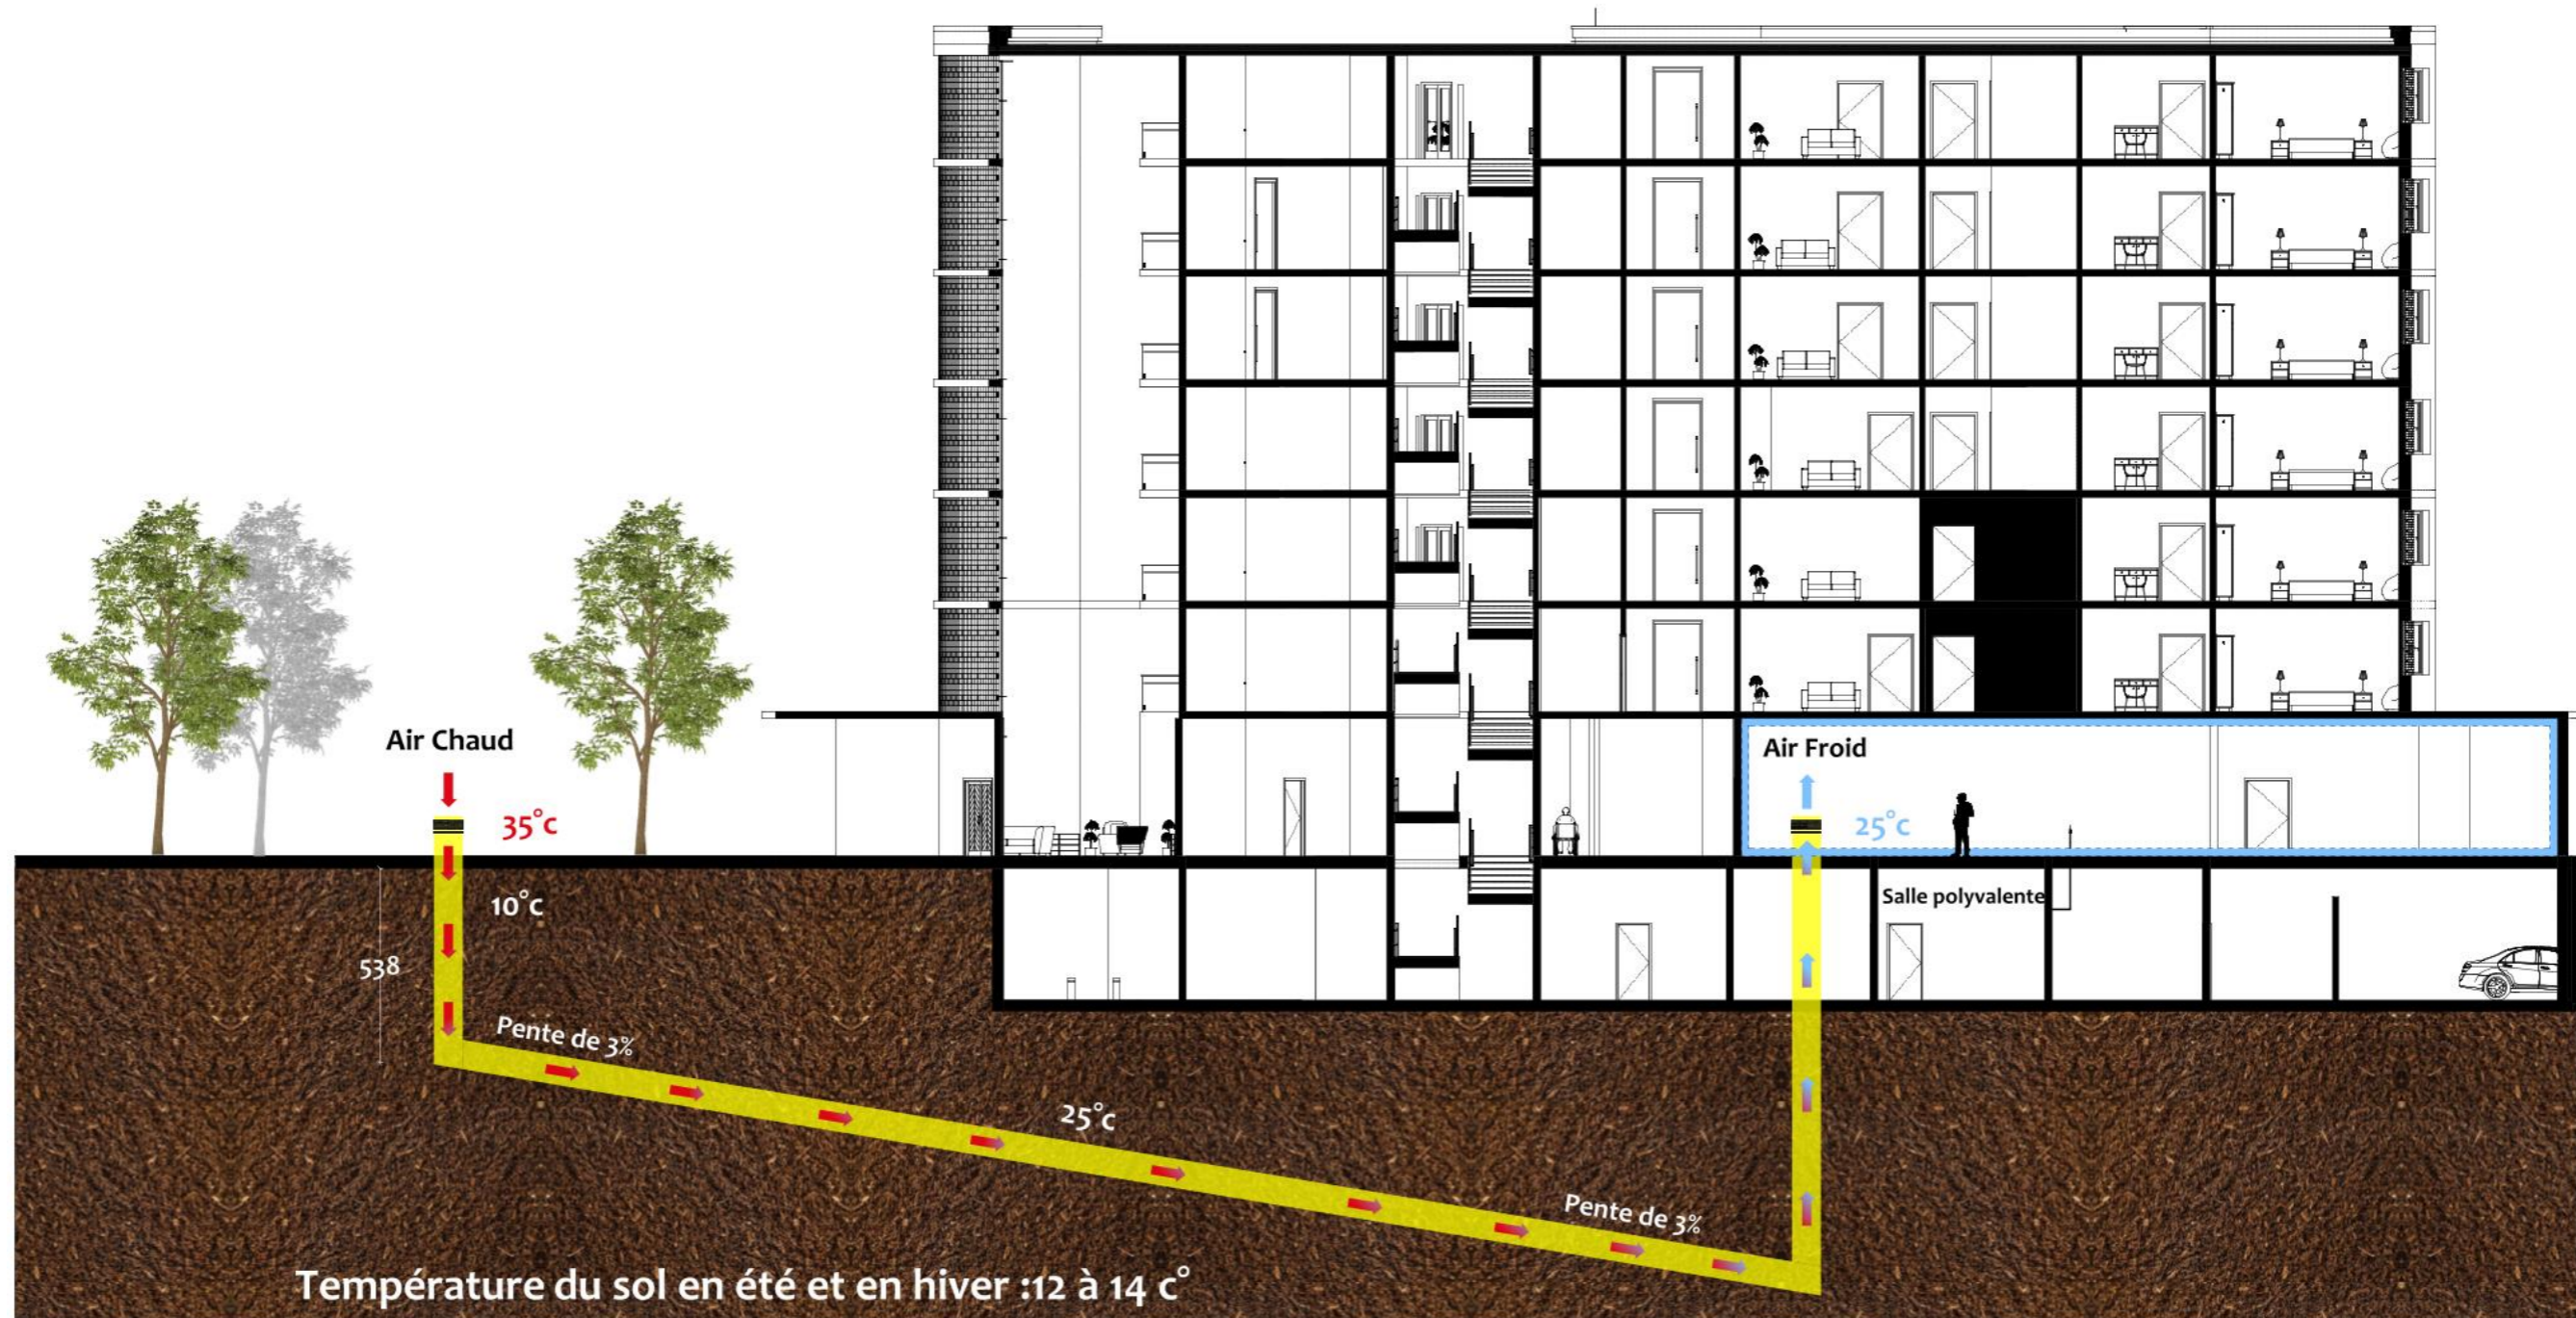 Air Chaud
Air Froid
35°c
25°c
10°c
Salle polyvalente
538
Pente de 3%
25°c
Pente de 3%
Température du sol en été et en hiver :12 à 14 c°